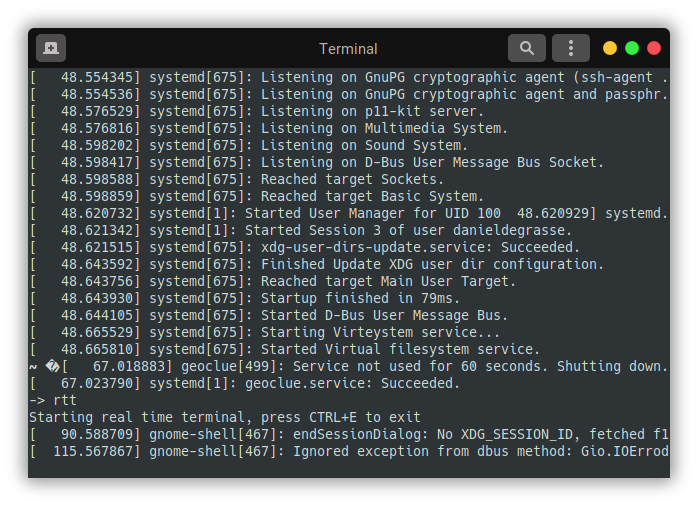 Terminal
[   48.554345] systemd[675]: Listening on GnuPG cryptographic agent (ssh-agent .
[   48.554536] systemd[675]: Listening on GnuPG cryptographic agent and passphr.
[   48.576529] systemd[675]: Listening on p11-kit server.
[   48.576816] systemd[675]: Listening on Multimedia System.
[   48.598202] systemd[675]: Listening on Sound System.
[   48.598417] systemd[675]: Listening on D-Bus User Message Bus Socket.
[   48.598588] systemd[675]: Reached target Sockets.
[   48.598859] systemd[675]: Reached target Basic System.
[   48.620732] systemd[1]: Started User Manager for UID 100  48.620929] systemd.
[   48.621342] systemd[1]: Started Session 3 of user danieldegrasse.
[   48.621515] systemd[675]: xdg-user-dirs-update.service: Succeeded.
[   48.643592] systemd[675]: Finished Update XDG user dir configuration.
[   48.643756] systemd[675]: Reached target Main User Target.
[   48.643930] systemd[675]: Startup finished in 79ms.
[   48.644105] systemd[675]: Started D-Bus User Message Bus.
[   48.665529] systemd[675]: Starting Virteystem service...
[   48.665810] systemd[675]: Started Virtual filesystem service.
~ �[   67.018883] geoclue[499]: Service not used for 60 seconds. Shutting down.
[   67.023790] systemd[1]: geoclue.service: Succeeded.
-> rtt
Starting real time terminal, press CTRL+E to exit
[   90.588709] gnome-shell[467]: endSessionDialog: No XDG_SESSION_ID, fetched f1
[  115.567867] gnome-shell[467]: Ignored exception from dbus method: Gio.IOErrod